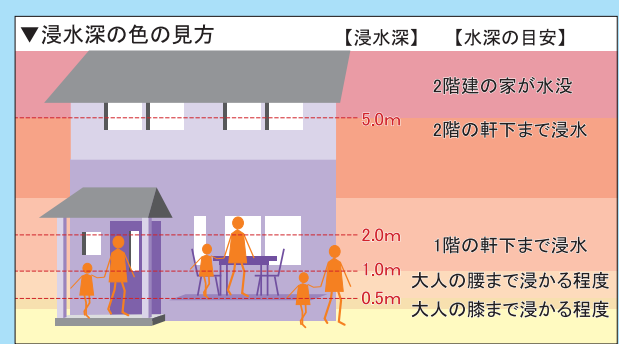 ▼浸水深の色の見方
【浸水深】 【水深の目安】
2階建の家が水没
5.0m
2階の軒下まで浸水
2.0m
1階の軒下まで浸水
1.0m
大人の腰まで浸かる程度
0.5m
大人の膝まで浸かる程度